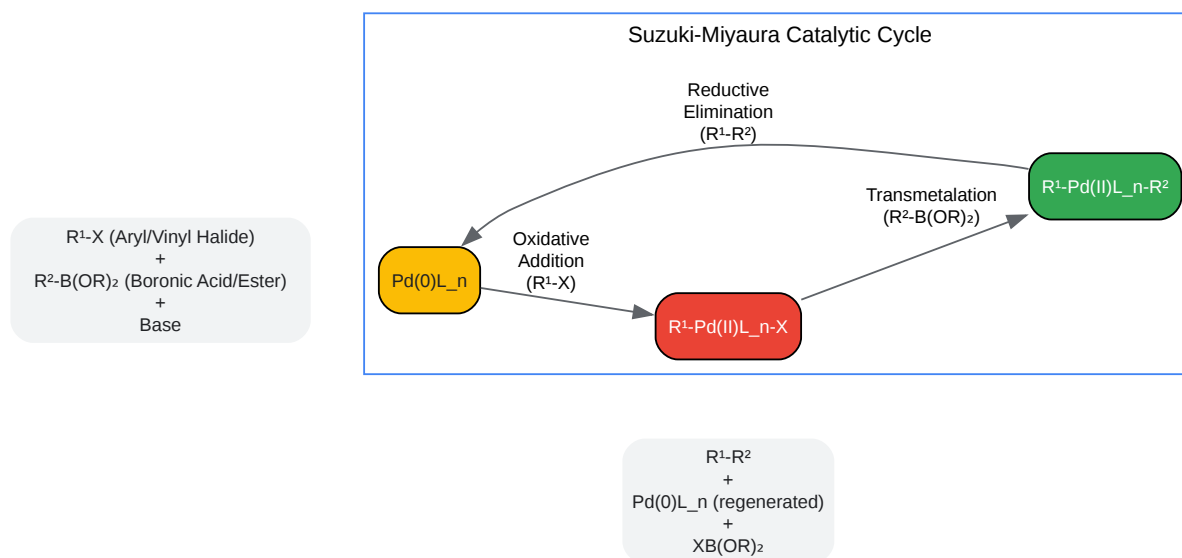 Suzuki-Miyaura Catalytic Cycle
Reductive
Elimination
(R¹-R²)
R¹-Pd(II)L_n-R²
Transmetalation
(R²-B(OR)₂)
R¹-X (Aryl/Vinyl Halide)
+
R²-B(OR)₂ (Boronic Acid/Ester)
+
Base
Pd(0)L_n
Oxidative
Addition
(R¹-X)
R¹-Pd(II)L_n-X
R¹-R²
+
Pd(0)L_n (regenerated)
+
XB(OR)₂